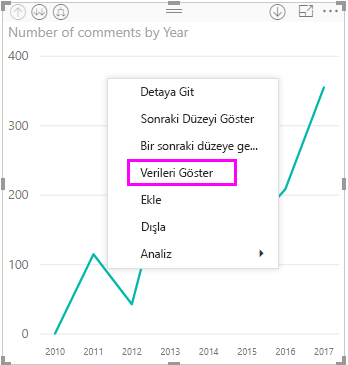 Number of comments by Year
400
300
200
100
0
Detaya Git
Sonraki Düzeyi Göster
Bir sonraki düzeye ge...
Verileri Göster
Ekle
Dışla
Analiz
2010 2011 2012 2013 2014 2015 2016 2017